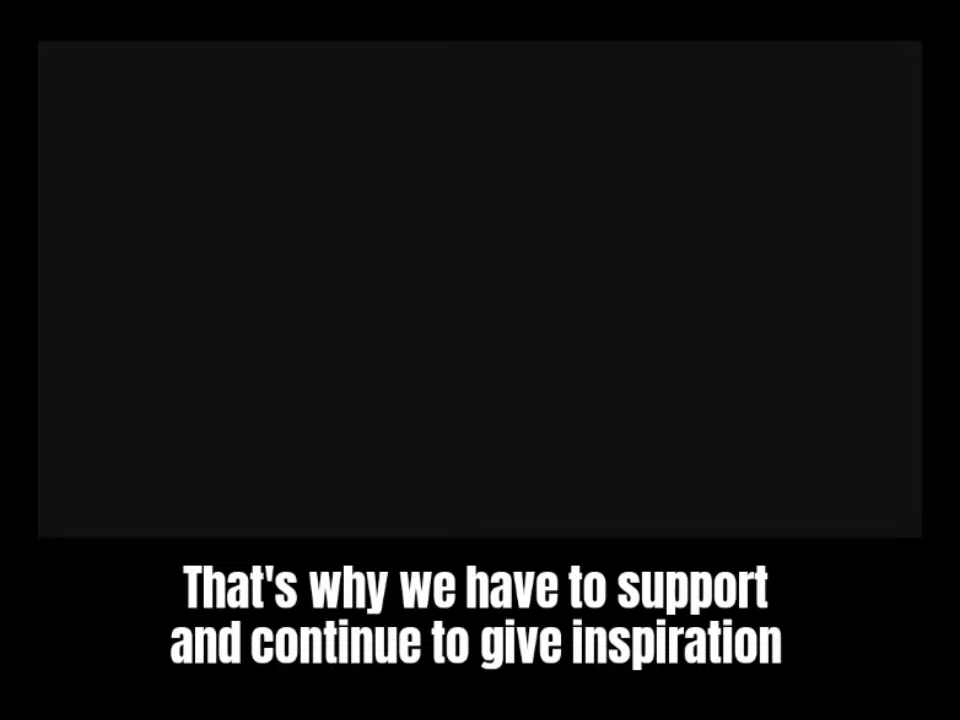 That's why we have to support
and continue to give inspiration